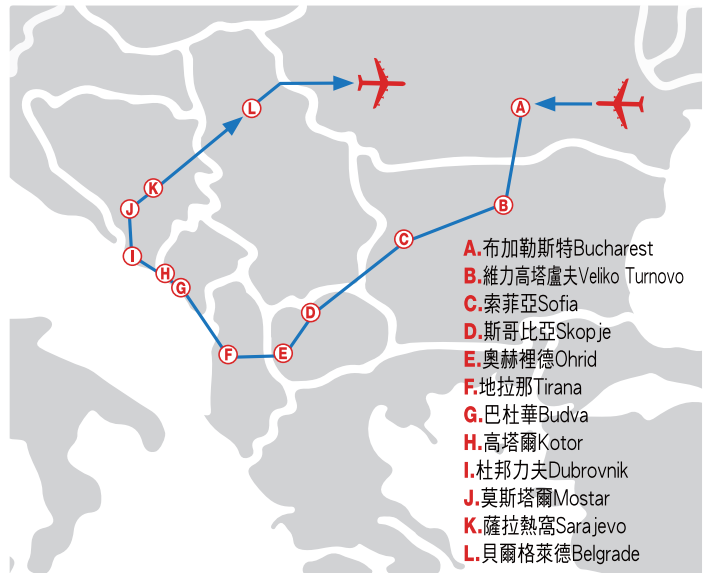 L
A
K
J
B
C
I
H
G
D
F
E
A.布加勒斯特Bucharest
B.維力高塔盧夫Veliko Turnovo
C.索菲亞Sofia
D.斯哥比亞Skopje
E.奧赫裡德Ohrid
F.地拉那Tirana
G.巴杜華Budva
H.高塔爾Kotor
I.杜邦力夫Dubrovnik
J.莫斯塔爾Mostar
K.薩拉熱窩Sarajevo
L.貝爾格萊德Belgrade